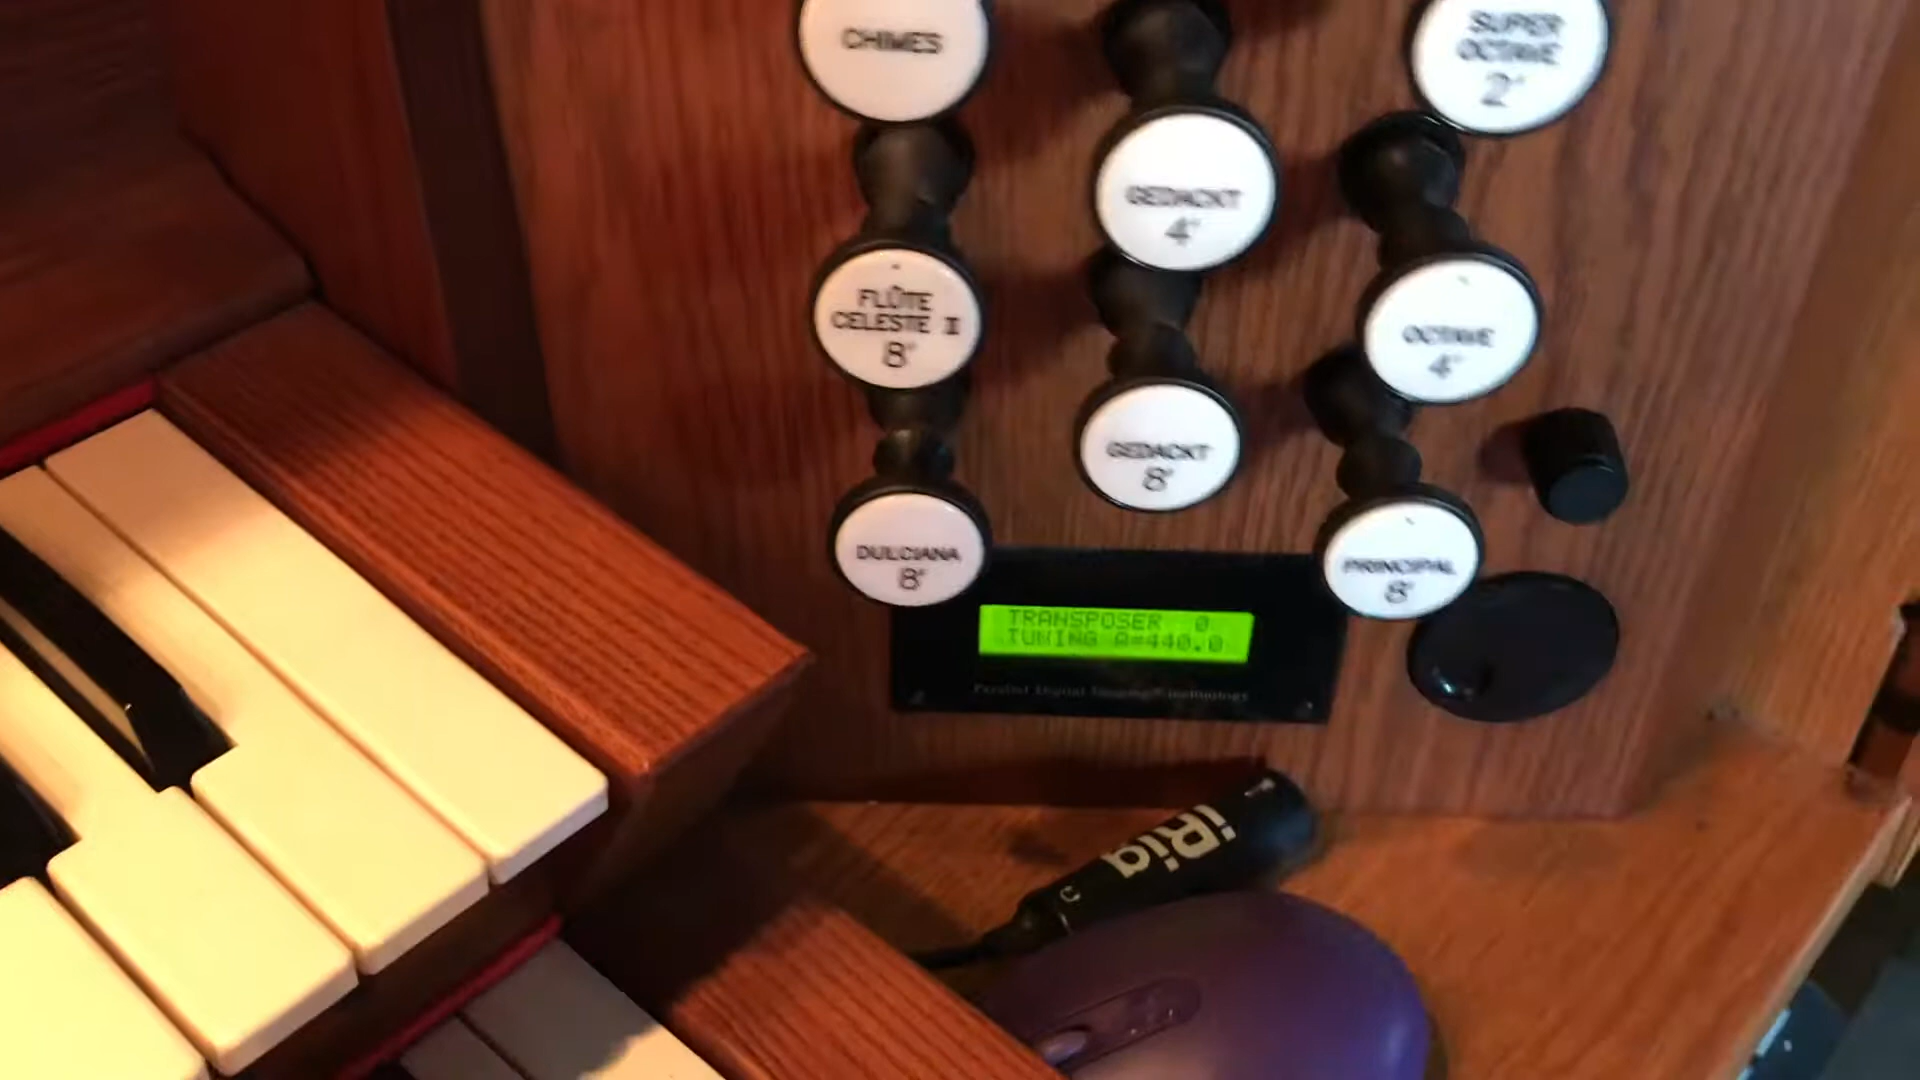 CHIMES
SUPER
OCTAVE
2'
GEDACKT
4'
FLÛTE
CELESTE II
8'
OCTAVE
4'
GEDACKT
8'
DULCIANA
8'
PRINCIPAL
8'
TRANSPOSER 0
TUNING A=440.0
Digital
iRig